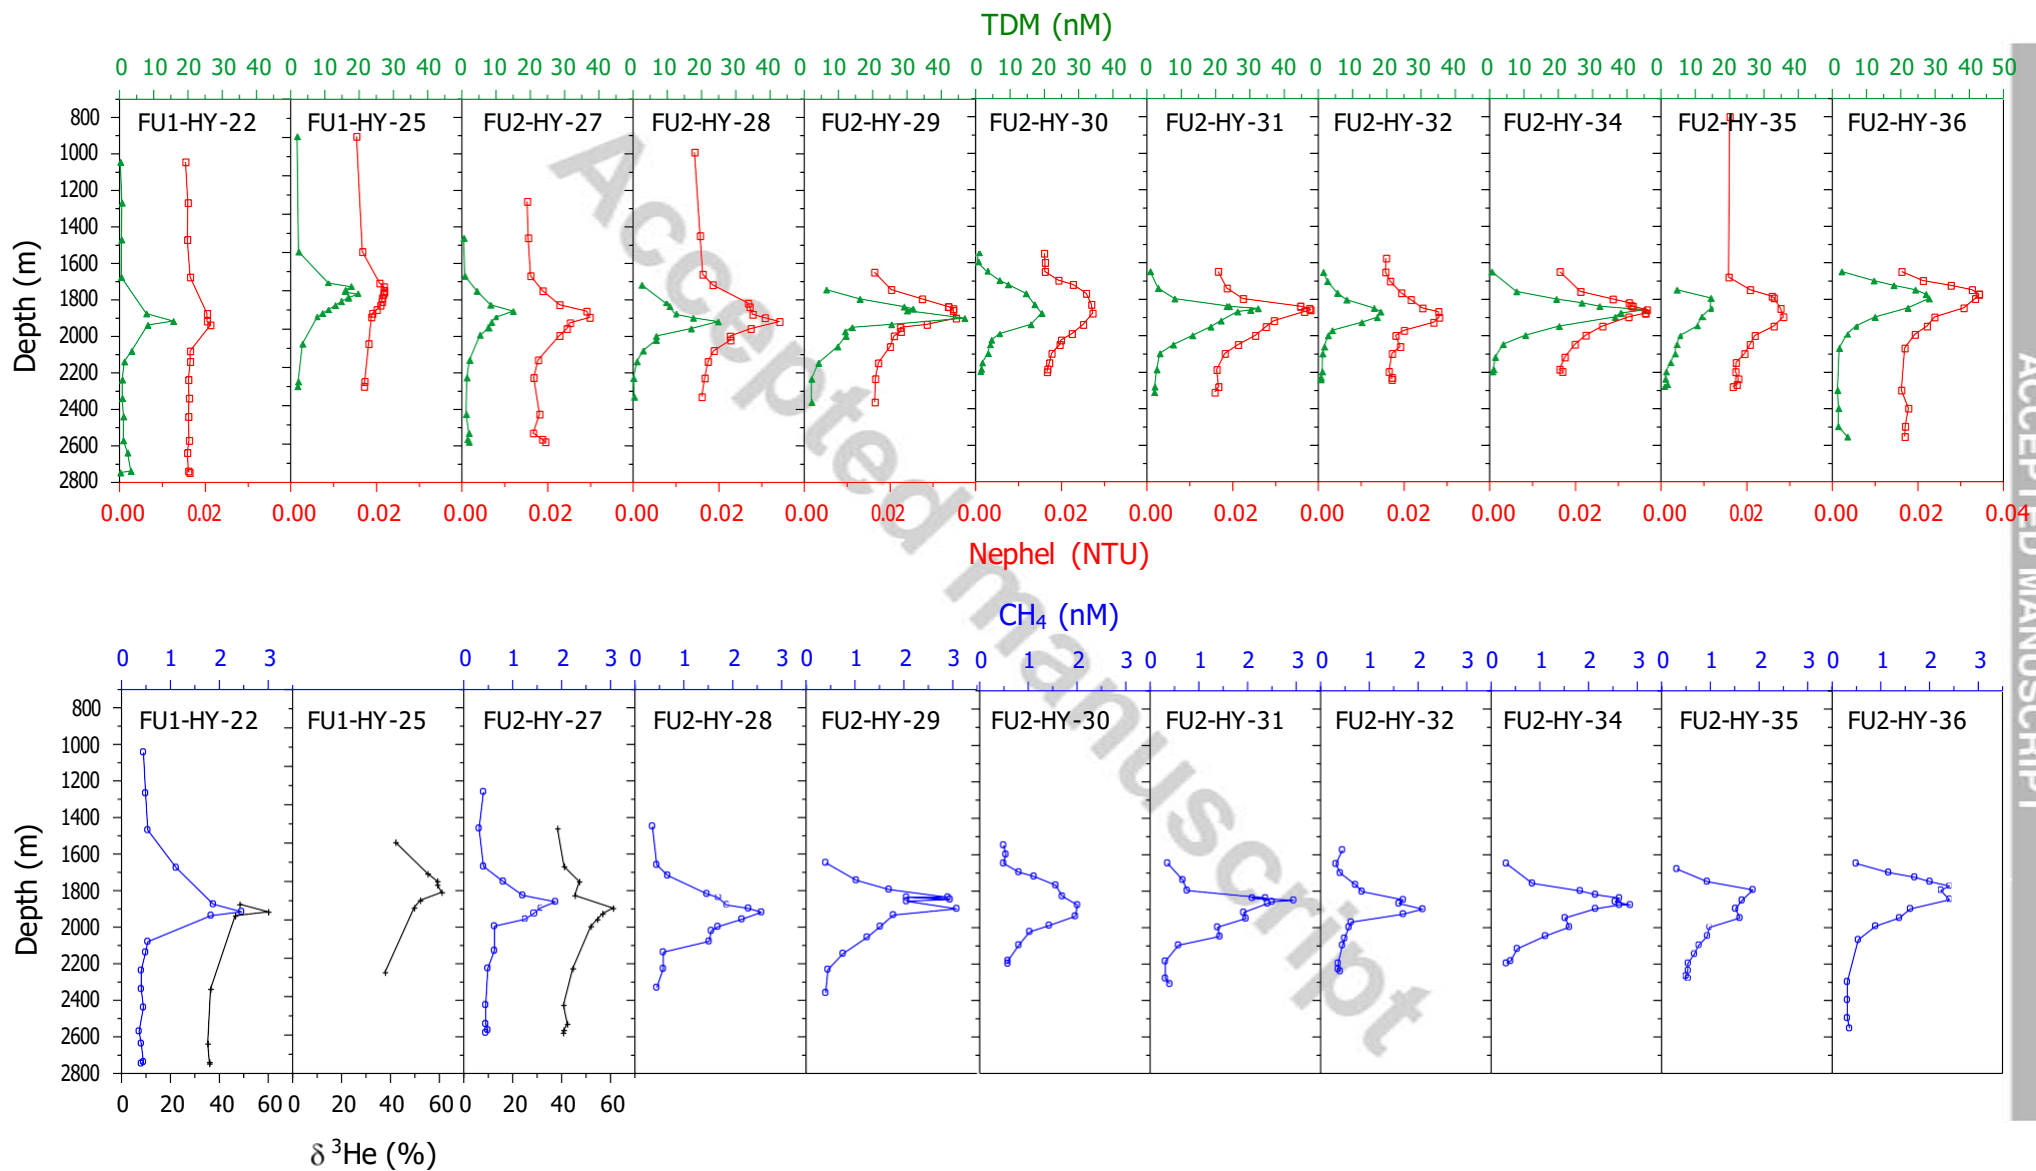 TDM (nM)
0 10 20 30 40 0 10 20 30 40 0 10 20 30 40 0 10 20 30 40 0 10 20 30 40 0 10 20 30 40 0 10 20 30 40 0 10 20 30 40 0 10 20 30 40 0 10 20 30 40 0 10 20 30 40 50
FU1-HY-22 FU1-HY-25 FU2-HY-27 FU2-HY-28 FU2-HY-29 FU2-HY-30 FU2-HY-31 FU2-HY-32 FU2-HY-34 FU2-HY-35 FU2-HY-36
Depth (m)
800
1000
1200
1400
1600
1800
2000
2200
2400
2600
2800
0.00 0.02 0.00 0.02 0.00 0.02 0.00 0.02 0.00 0.02 0.00 0.02 0.00 0.02 0.00 0.02 0.00 0.02 0.00 0.02 0.00 0.02 0.04
Nephel (NTU)
CH₄ (nM)
0 1 2 3 0 1 2 3 0 1 2 3 0 1 2 3 0 1 2 3 0 1 2 3 0 1 2 3 0 1 2 3 0 1 2 3 0 1 2 3
FU1-HY-22 FU1-HY-25 FU2-HY-27 FU2-HY-28 FU2-HY-29 FU2-HY-30 FU2-HY-31 FU2-HY-32 FU2-HY-34 FU2-HY-35 FU2-HY-36
Depth (m)
800
1000
1200
1400
1600
1800
2000
2200
2400
2600
2800
0 20 40 60 0 20 40 60 0 20 40 60
δ ³He (%)
Accepted manuscript
ACCEPTED MANUSCRIPT